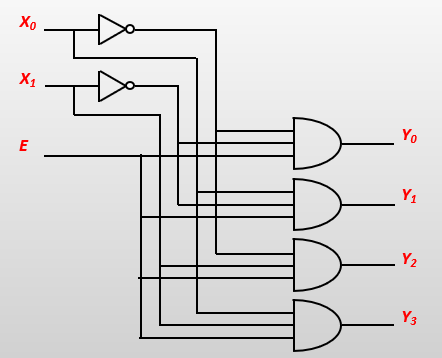 X₀
X₁
E
Y₀
Y₁
Y₂
Y₃